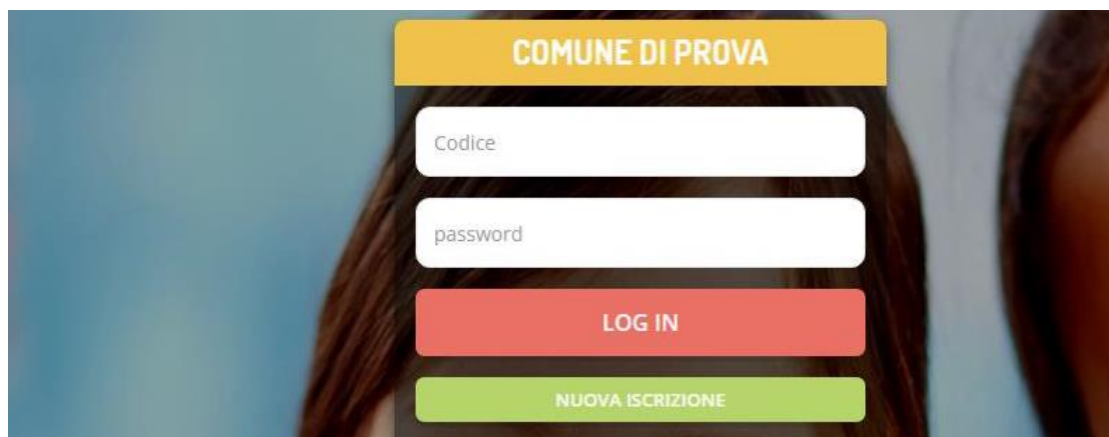 COMUNE DI PROVA
Codice
password
LOG IN
NUOVA ISCRIZIONE